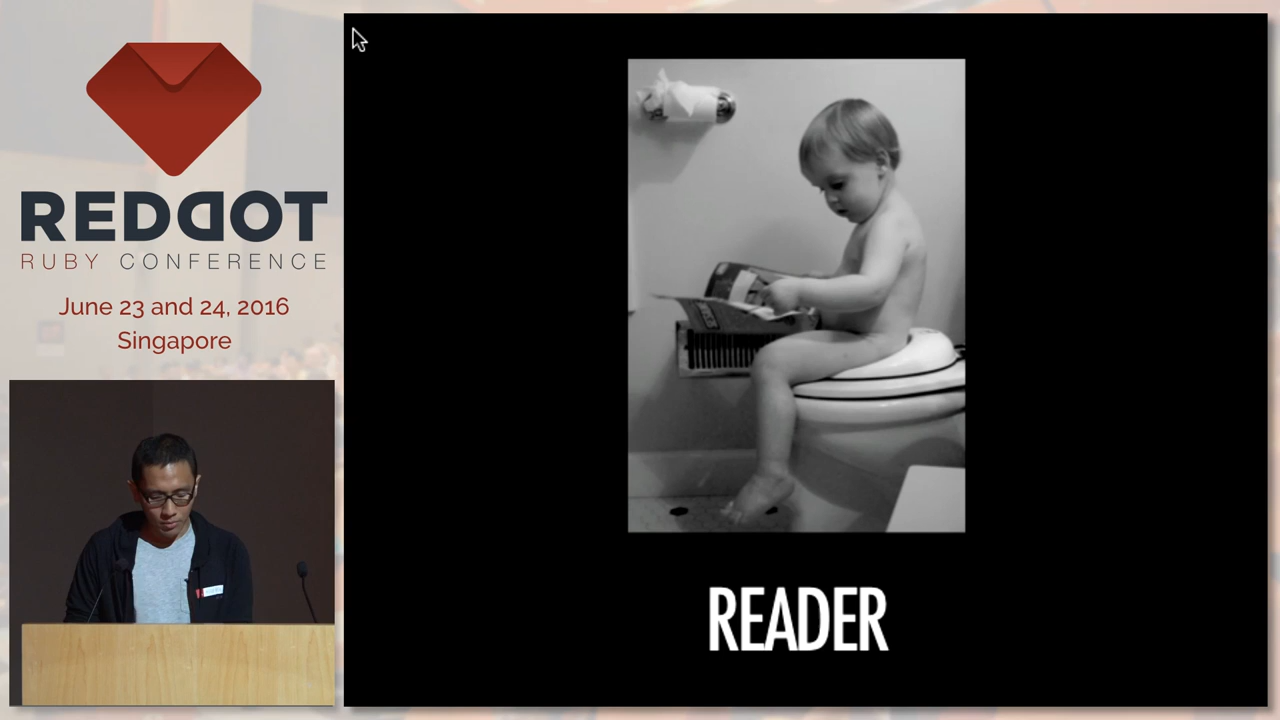 REDDOT
RUBY CONFERENCE
June 23 and 24, 2016
Singapore
READER